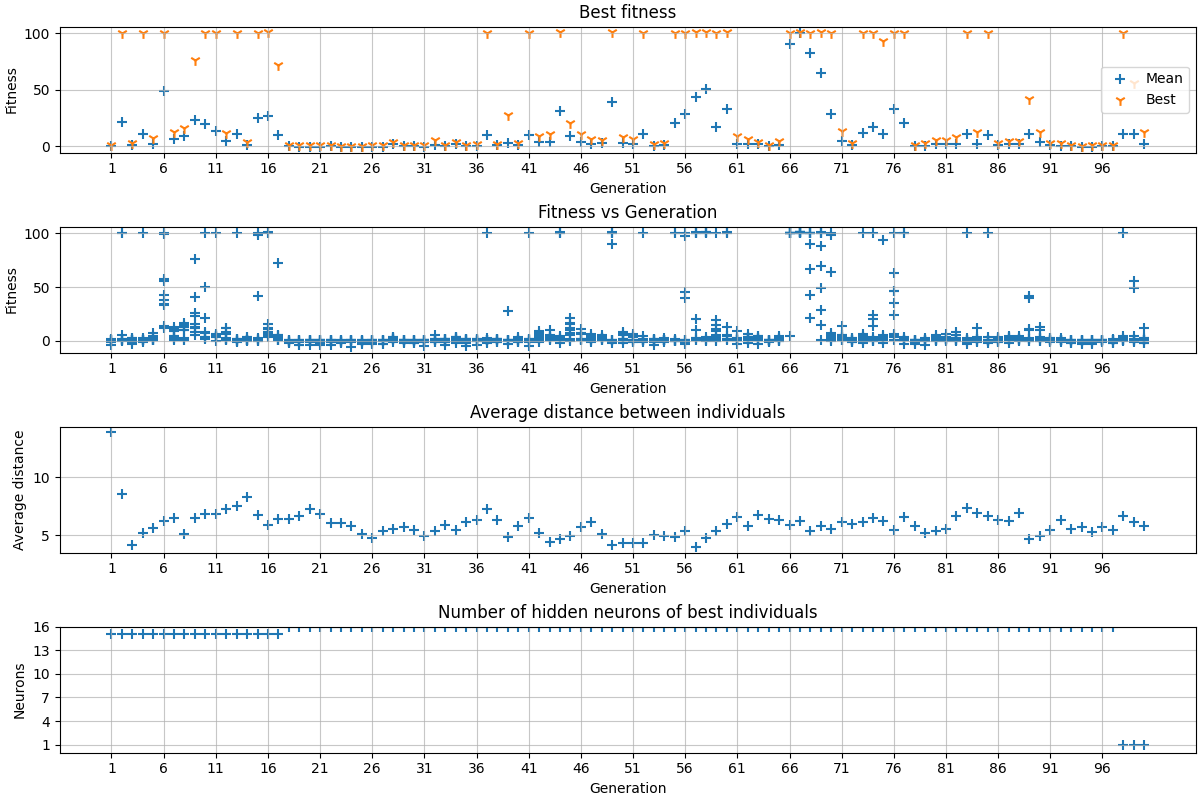 Best fitness
100
50
0
Fitness
Mean
Best
1 6 11 16 21 26 31 36 41 46 51 56 61 66 71 76 81 86 91 96
Generation
Fitness vs Generation
100
50
0
Fitness
1 6 11 16 21 26 31 36 41 46 51 56 61 66 71 76 81 86 91 96
Generation
Average distance between individuals
10
5
Average distance
1 6 11 16 21 26 31 36 41 46 51 56 61 66 71 76 81 86 91 96
Generation
Number of hidden neurons of best individuals
16
13
10
7
4
1
Neurons
1 6 11 16 21 26 31 36 41 46 51 56 61 66 71 76 81 86 91 96
Generation